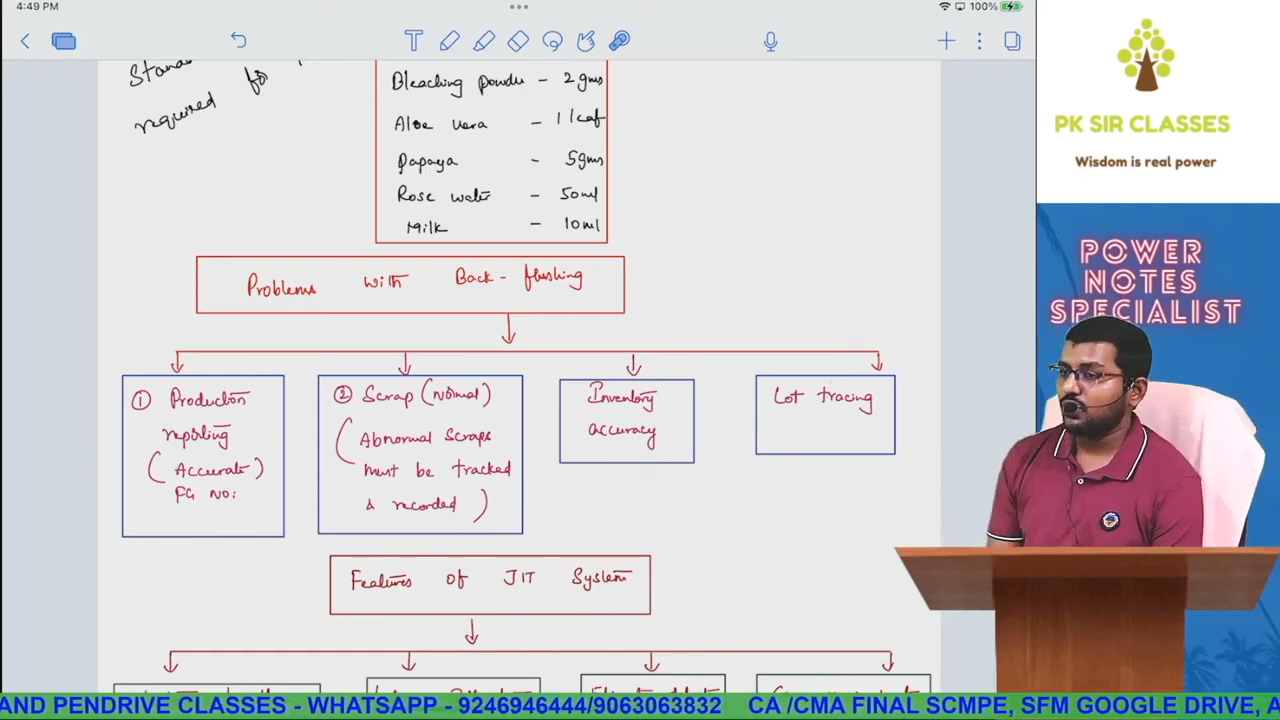 4:49 PM
100%
Standa
required for
Bleaching powder - 2 gms
Aloe vera - 1 leaf
Papaya - 5gms
Rose water - 50ml
Milk - 10ml
Problems with Back-flushing
① Production
reporting
(Accurate)
FG No:
② Scrap (Normal)
(Abnormal Scraps
must be tracked
& recorded)
Inventory
accuracy
Lot tracing
Features of JIT System
PK SIR CLASSES
Wisdom is real power
POWER
NOTES
SPECIALIST
AND PENDRIVE CLASSES - WHATSAPP - 9246946444/9063063832 CA /CMA FINAL SCMPE, SFM GOOGLE DRIVE, A